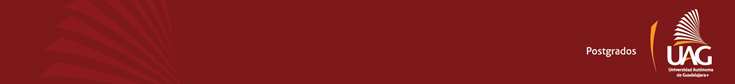 Postgrados
UAG
Universidad Autónoma
de Guadalajara